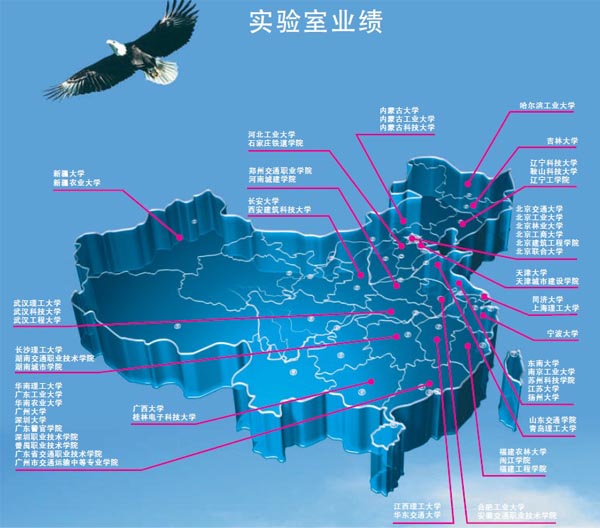 实验室业绩
哈尔滨工业大学
内蒙古大学
内蒙古工业大学
内蒙古科技大学
河北工业大学
石家庄铁道学院
吉林大学
辽宁科技大学
鞍山科技大学
辽宁工学院
郑州交通职业学院
河南城建学院
新疆大学
新疆农业大学
长安大学
西安建筑科技大学
北京交通大学
北京工业大学
北京林业大学
北京工商大学
北京建筑工程学院
北京联合大学
天津大学
天津城市建设学院
武汉理工大学
武汉科技大学
武汉工程大学
同济大学
上海理工大学
宁波大学
长沙理工大学
湖南交通职业技术学院
湖南城市学院
东南大学
南京工业大学
苏州科技学院
江苏大学
扬州大学
华南理工大学
广东工业大学
华南农业大学
广州大学
深圳大学
广东警官学院
深圳职业技术学院
番禺职业技术学院
广东省交通职业技术学院
广州市交通运输中等专业学院
广西大学
桂林电子科技大学
山东交通学院
青岛理工大学
福建农林大学
闽江学院
福建工程学院
江西理工大学
华东交通大学
合肥工业大学
安徽交通职业技术学院